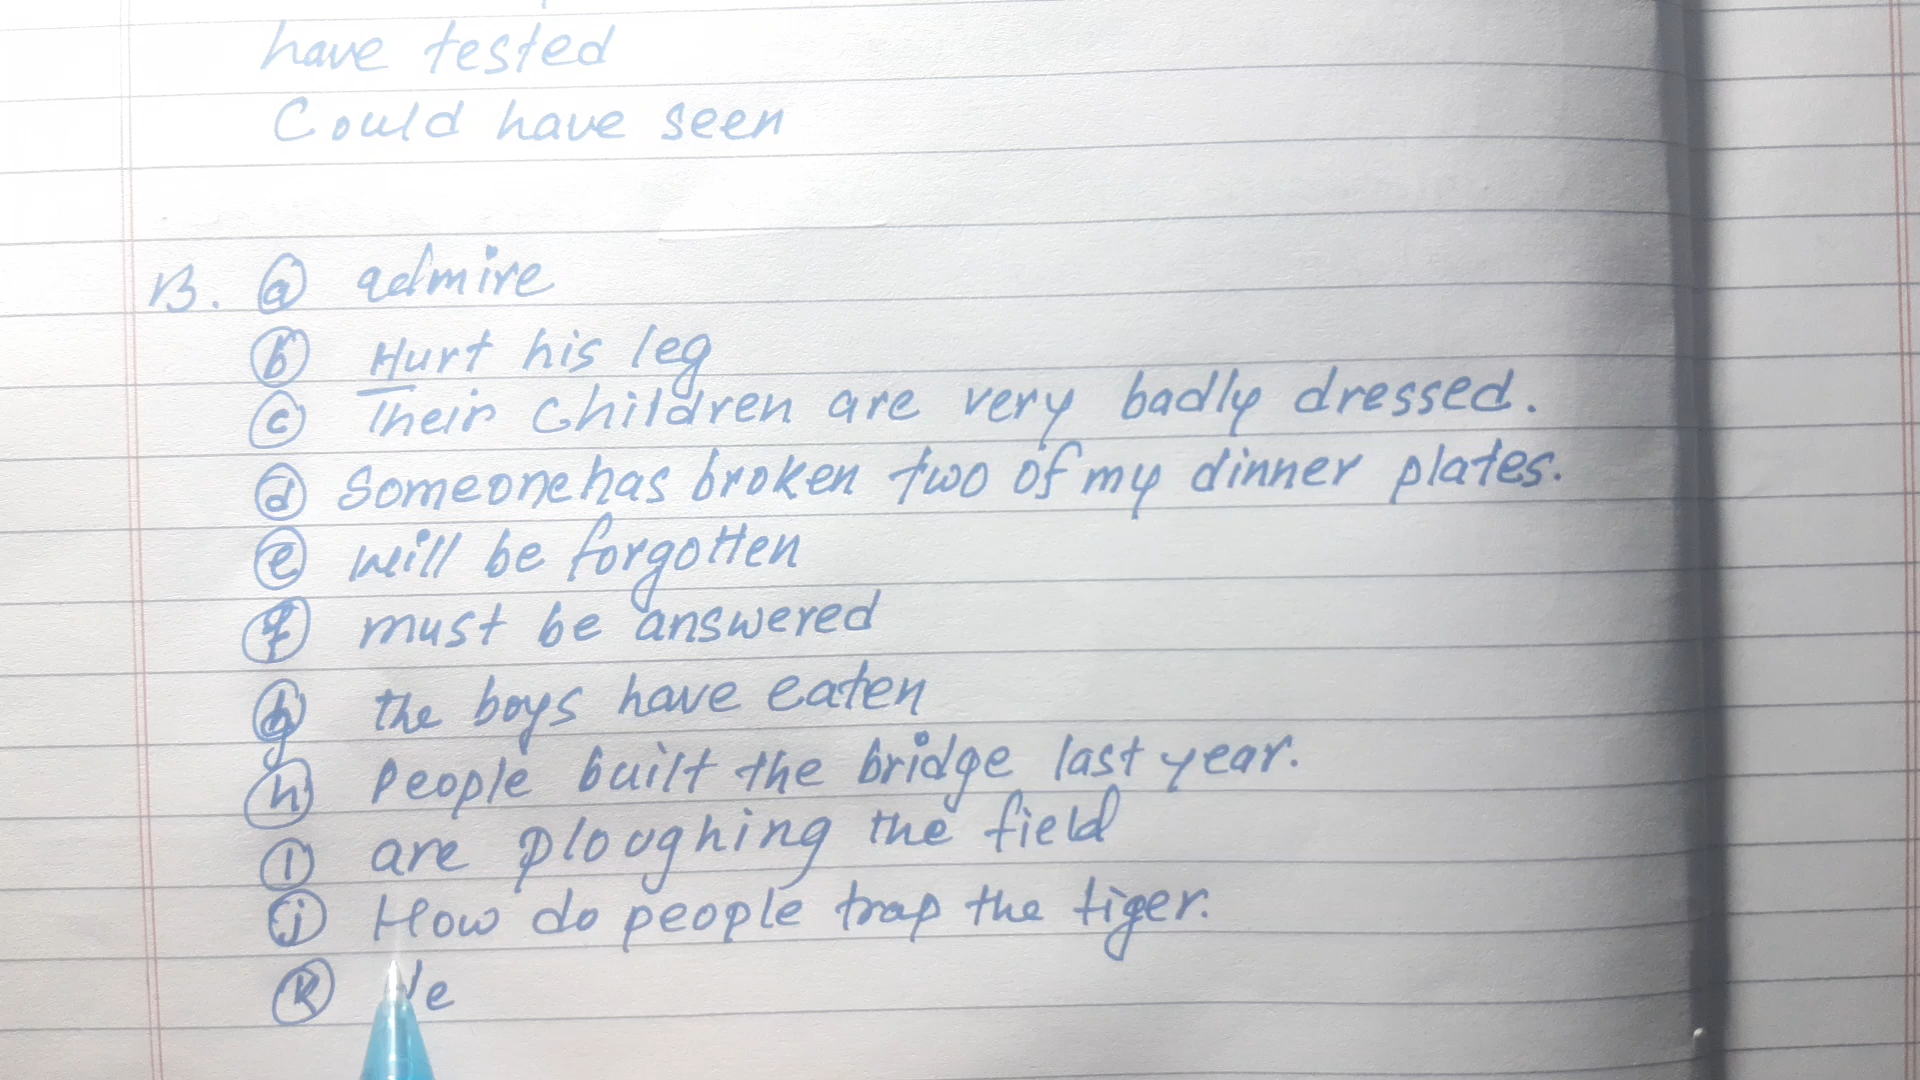 have tested
Could have seen
B. (a) admire
(b) Hurt his leg
(c) Their Children are very badly dressed.
(d) Someone has broken two of my dinner plates.
(e) will be forgotten
(f) must be answered
(g) the boys have eaten
(h) People built the bridge last year.
(i) are ploughing the field
(j) How do people trap the tiger.
(k)